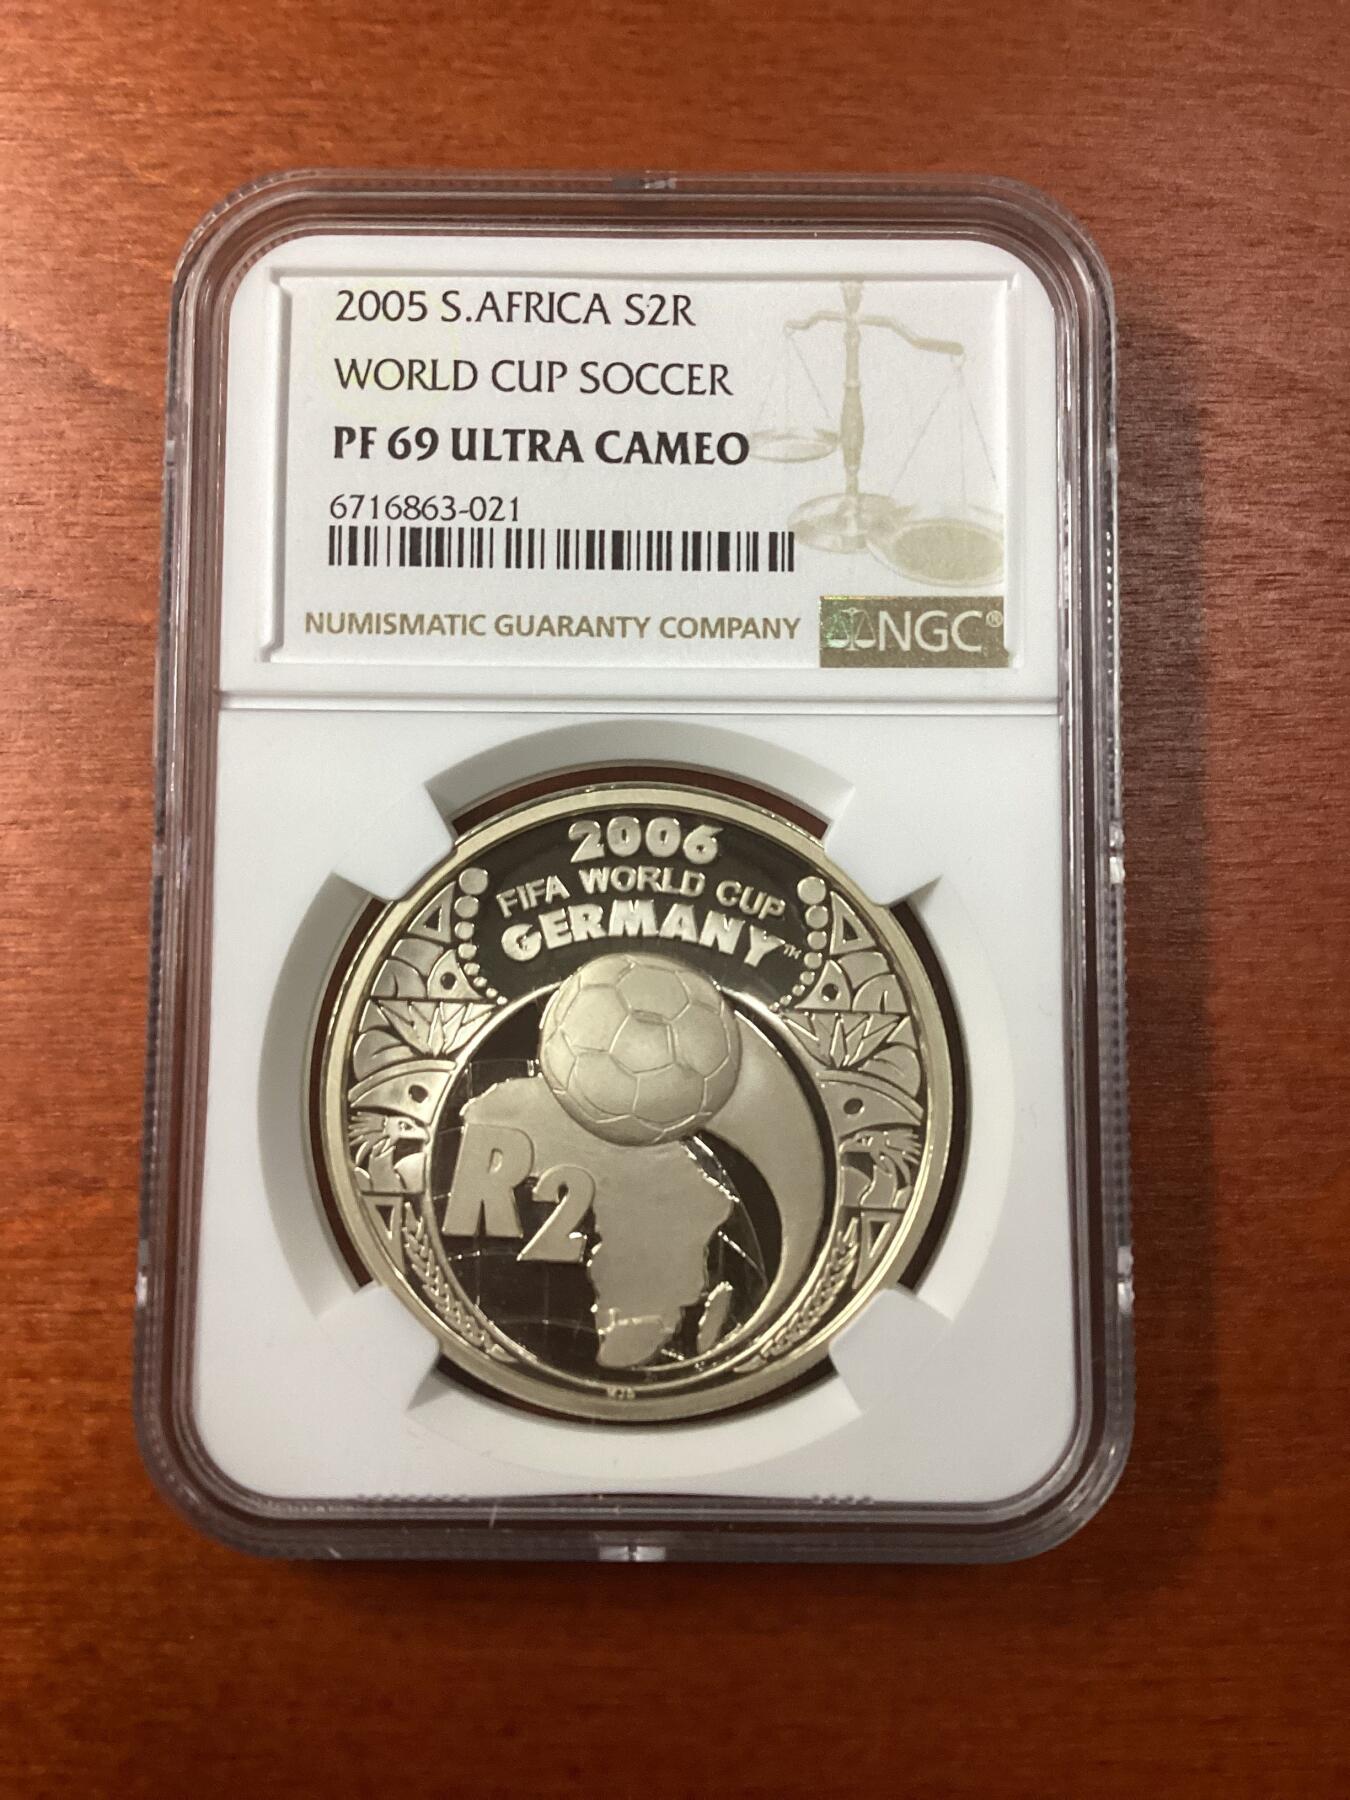 2005 S.AFRICA S2R
WORLD CUP SOCCER
PF 69 ULTRA CAMEO
6716863-021
NUMISMATIC GUARANTY COMPANY
NGC®
2006
FIFA WORLD CUP
GERMANY™
R2